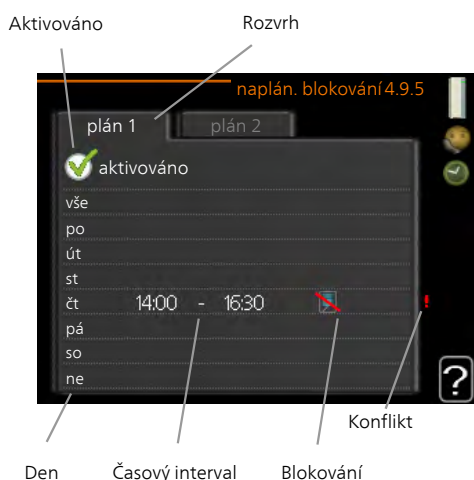 Aktivováno Rozvrh
naplán. blokování 4.9.5
plán 1 plán 2
aktivováno
vše
po
út
st
čt 14:00 - 16:30 !
pá
so
ne
?
Konflikt
Den Časový interval Blokování